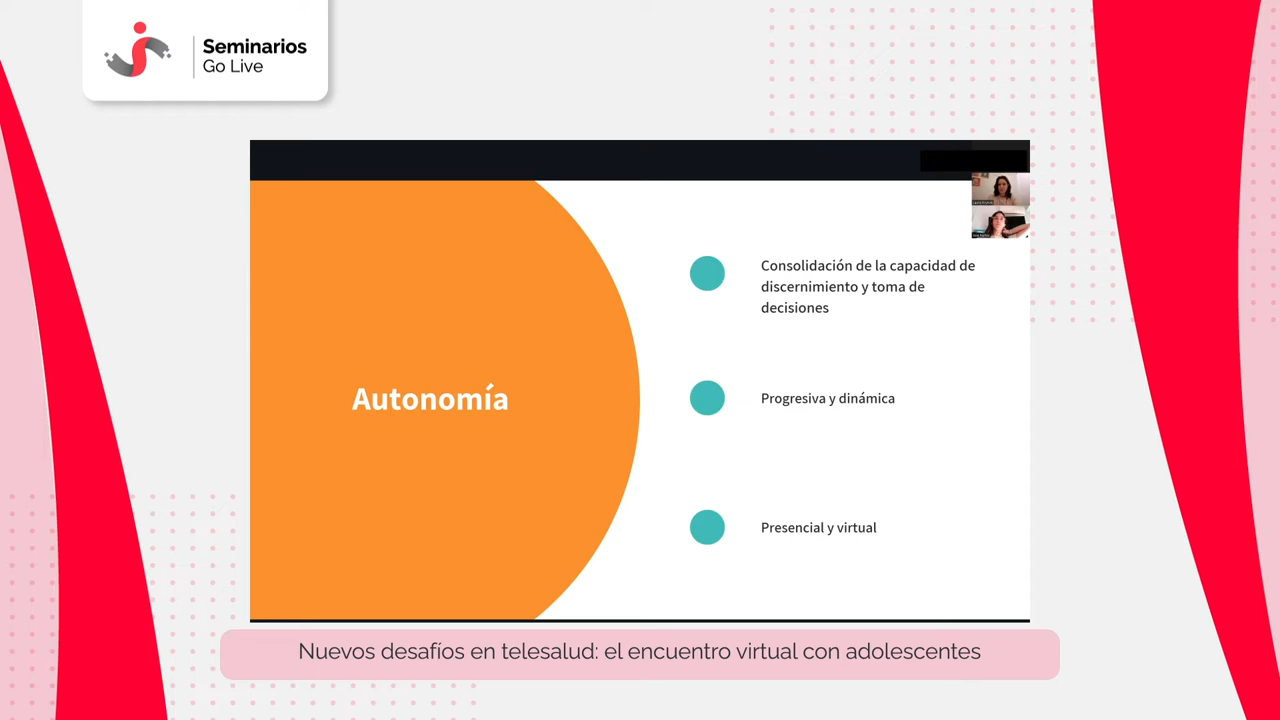 Seminarios
Go Live
Autonomía
Consolidación de la capacidad de
discernimiento y toma de
decisiones
Progresiva y dinámica
Presencial y virtual
Nuevos desafíos en telesalud: el encuentro virtual con adolescentes